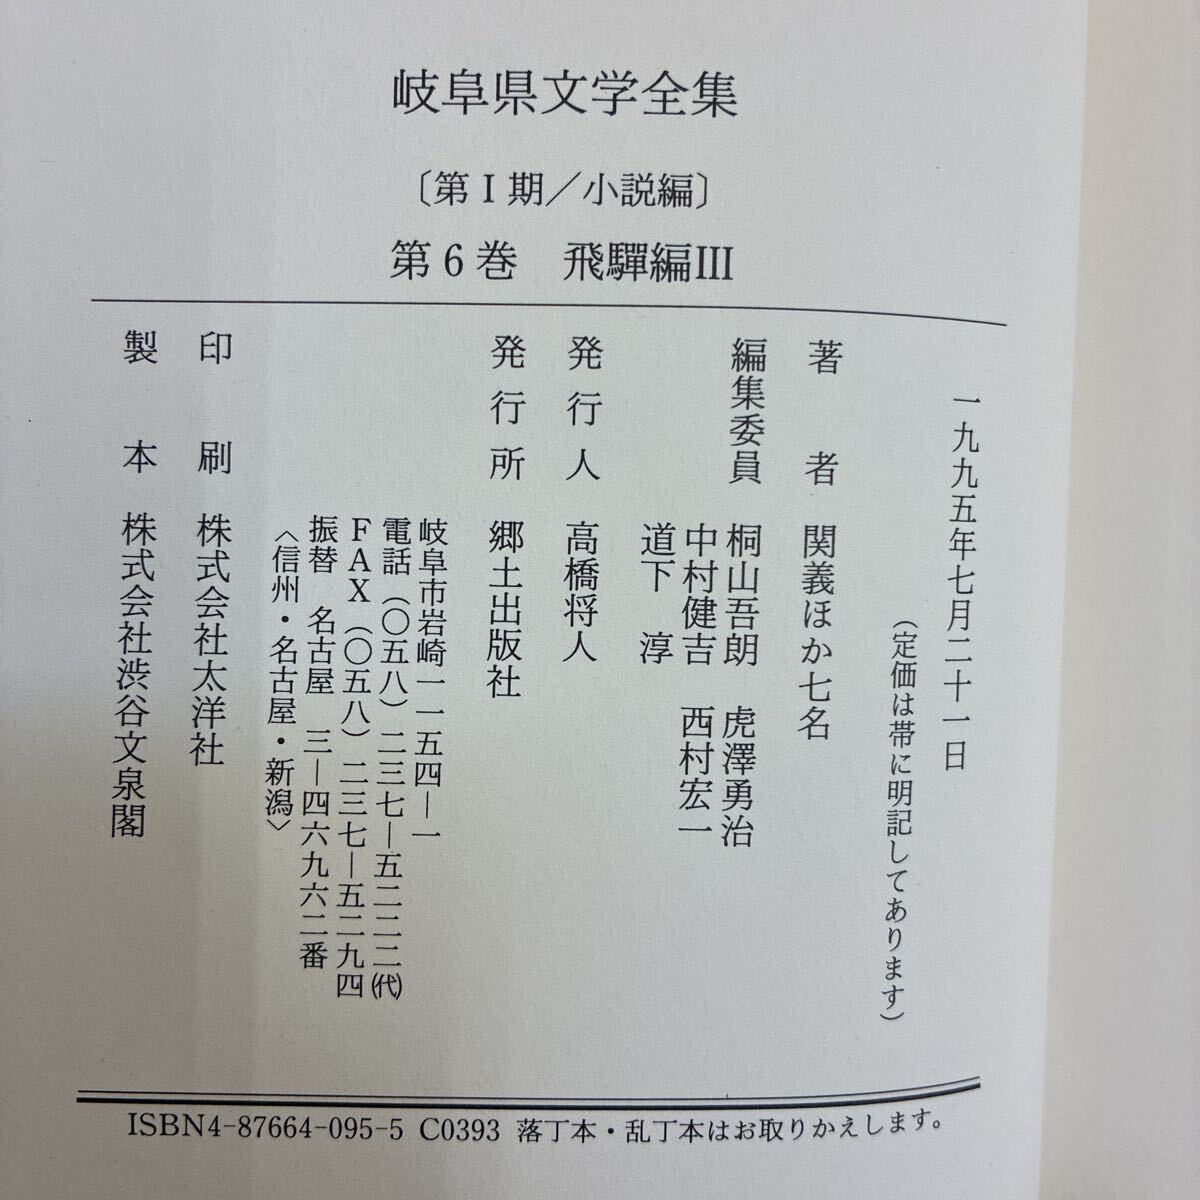 岐阜県文学全集
〔第Ⅰ期／小説編〕
第6巻　飛驒編Ⅲ
一九九五年七月二十一日
（定価は帯に明記してあります）
著者　関義ほか七名
編集委員　桐山吾朗　虎澤勇治
中村健吉　西村宏一
道下　淳
発行人　高橋将人
発行所　郷土出版社
岐阜市岩崎一一五四―一
電話（〇五八）二三七―五二二二㈹
FAX（〇五八）二三七―五二九四
振替　名古屋　三―四六九六二番
〈信州・名古屋・新潟〉
印刷　株式会社太洋社
製本　株式会社渋谷文泉閣
ISBN4-87664-095-5 C0393 落丁本・乱丁本はお取りかえします。